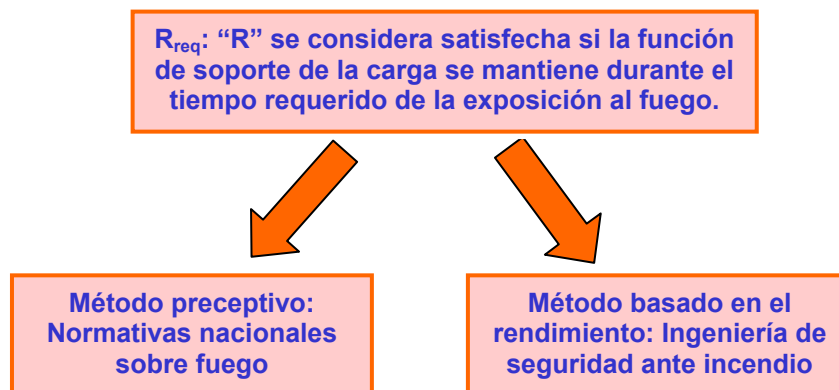 R_req: “R” se considera satisfecha si la función
de soporte de la carga se mantiene durante el
tiempo requerido de la exposición al fuego.
Método preceptivo:
Normativas nacionales
sobre fuego
Método basado en el
rendimiento: Ingeniería de
seguridad ante incendio